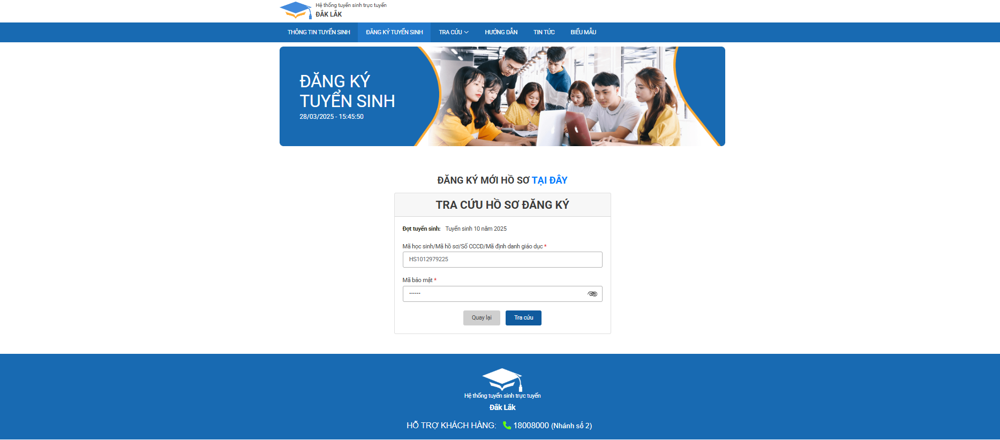 Hệ thống tuyển sinh trực tuyến
ĐẮK LẮK
THÔNG TIN TUYỂN SINH
ĐĂNG KÝ TUYỂN SINH
TRA CỨU
HƯỚNG DẪN
TIN TỨC
BIỂU MẪU
ĐĂNG KÝ
TUYỂN SINH
28/03/2025 - 15:45:50
ĐĂNG KÝ MỚI HỒ SƠ TẠI ĐÂY
TRA CỨU HỒ SƠ ĐĂNG KÝ
Đợt tuyển sinh: Tuyển sinh 10 năm 2025
Mã học sinh/Mã hồ sơ/Số CCCD/Mã định danh giáo dục *
HS1012979225
Mã bảo mật *
••••••
Quay lại
Tra cứu
Hệ thống tuyển sinh trực tuyến
Đắk Lắk
HỖ TRỢ KHÁCH HÀNG: 18008000 (Nhánh số 2)